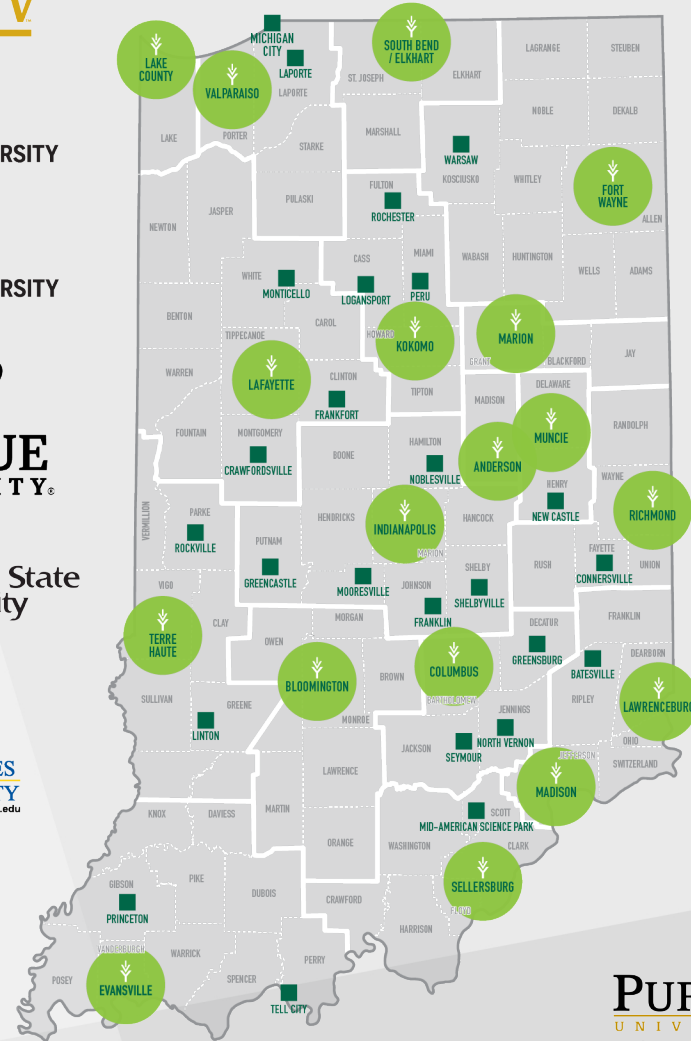 V
MICHIGAN
CITY
LAKE
COUNTY
VALPARAISO
LAPORTE
LAPORTE
SOUTH BEND
/ ELKHART
ST. JOSEPH
ELKHART
LAGRANGE
STEUBEN
NOBLE
DEKALB
LAKE
PORTER
STARKE
MARSHALL
WARSAW
KOSCIUSKO
WHITLEY
FORT
WAYNE
ALLEN
RSITY
NEWTON
JASPER
PULASKI
FULTON
ROCHESTER
WABASH
HUNTINGTON
WELLS
ADAMS
RSITY
WHITE
MONTICELLO
CASS
LOGANSPORT
MIAMI
PERU
BENTON
TIPPECANOE
CAROL
HOWARD
KOKOMO
MARION
GRANT
BLACKFORD
JAY
WARREN
LAFAYETTE
CLINTON
FRANKFORT
TIPTON
MADISON
DELAWARE
MUNCIE
RANDOLPH
UE
ITY®
FOUNTAIN
MONTGOMERY
CRAWFORDSVILLE
BOONE
HAMILTON
NOBLESVILLE
ANDERSON
HENRY
NEW CASTLE
WAYNE
RICHMOND
VERMILLION
PARKE
ROCKVILLE
PUTNAM
GREENCASTLE
HENDRICKS
INDIANAPOLIS
MARION
HANCOCK
MOORESVILLE
JOHNSON
FRANKLIN
SHELBY
SHELBYVILLE
RUSH
FAYETTE
CONNERSVILLE
UNION
State
ity
VIGO
TERRE
HAUTE
CLAY
OWEN
MORGAN
BLOOMINGTON
MONROE
BROWN
COLUMBUS
BARTHOLOMEW
DECATUR
GREENSBURG
FRANKLIN
BATESVILLE
DEARBORN
LAWRENCEBURG
RIPLEY
OHIO
SWITZERLAND
SULLIVAN
GREENE
LINTON
JACKSON
SEYMOUR
JENNINGS
NORTH VERNON
JEFFERSON
MADISON
ES
TY
.edu
LAWRENCE
KNOX
DAVIESS
MARTIN
ORANGE
WASHINGTON
SCOTT
MID-AMERICAN SCIENCE PARK
CLARK
SELLERSBURG
FLOYD
GIBSON
PRINCETON
PIKE
DUBOIS
CRAWFORD
HARRISON
VANDERBURGH
EVANSVILLE
WARRICK
POSEY
SPENCER
PERRY
TELL CITY
PUR
UNIV